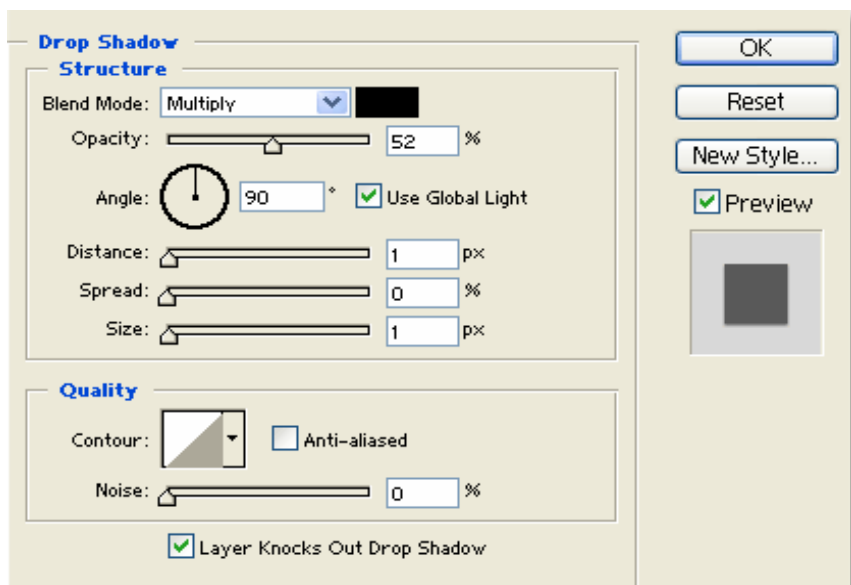 Drop Shadow
Structure
Blend Mode: Multiply
Opacity: 52 %
Angle: 90 ° Use Global Light
Distance: 1 px
Spread: 0 %
Size: 1 px
Quality
Contour: Anti-aliased
Noise: 0 %
Layer Knocks Out Drop Shadow
OK
Reset
New Style...
Preview